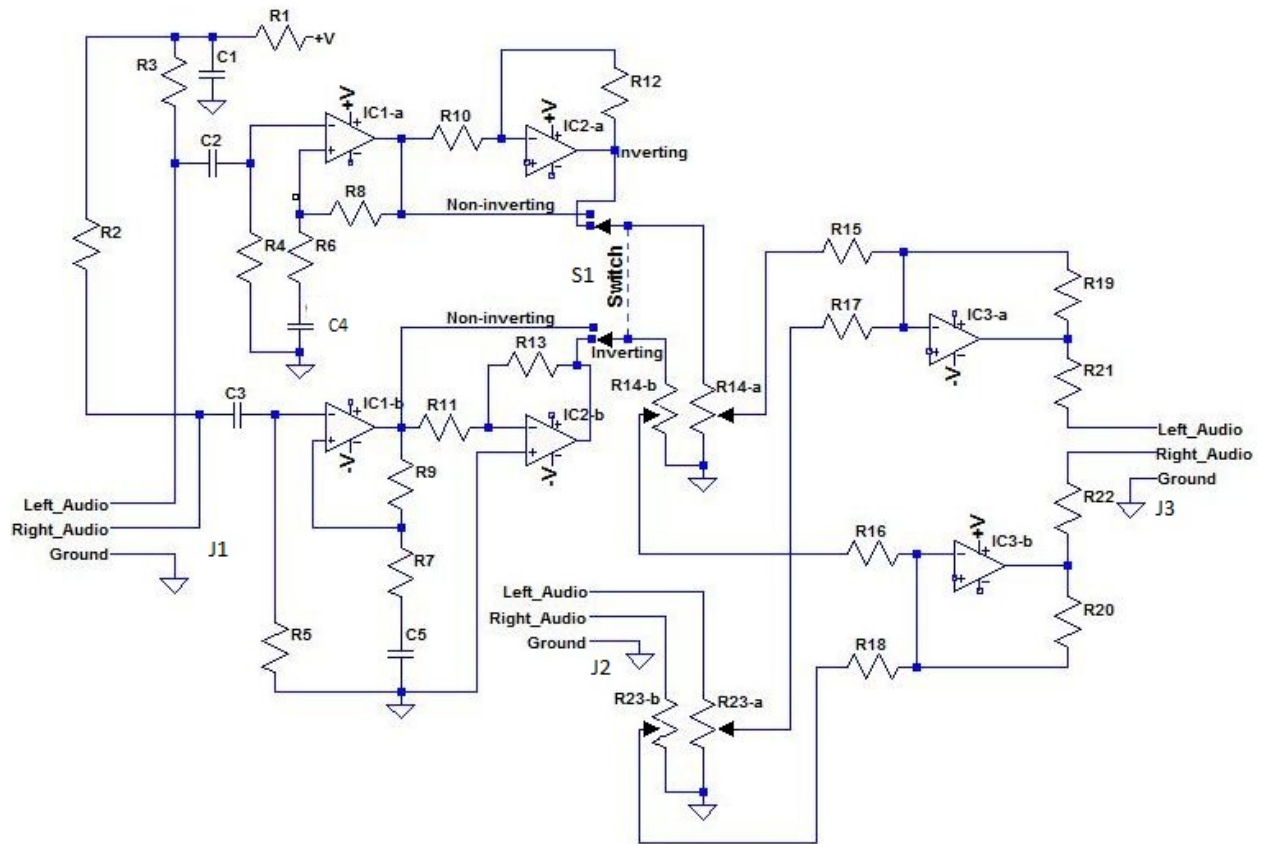 R1
+V
R3
C1
R12
+V
IC1-a
R10
+V
IC2-a
C2
Inverting
R8
Non-inverting
R2
R4
R6
S1
Switch
R15
R19
C4
Non-inverting
R17
IC3-a
R13
Inverting
-V
R14-b
R14-a
R21
C3
IC1-b
R11
IC2-b
Left_Audio
-V
R9
-V
Right_Audio
Left_Audio
R22
Ground
Right_Audio
J1
J3
Ground
R16
+V
IC3-b
R7
Left_Audio
Right_Audio
R20
R5
C5
Ground
R18
J2
R23-b
R23-a